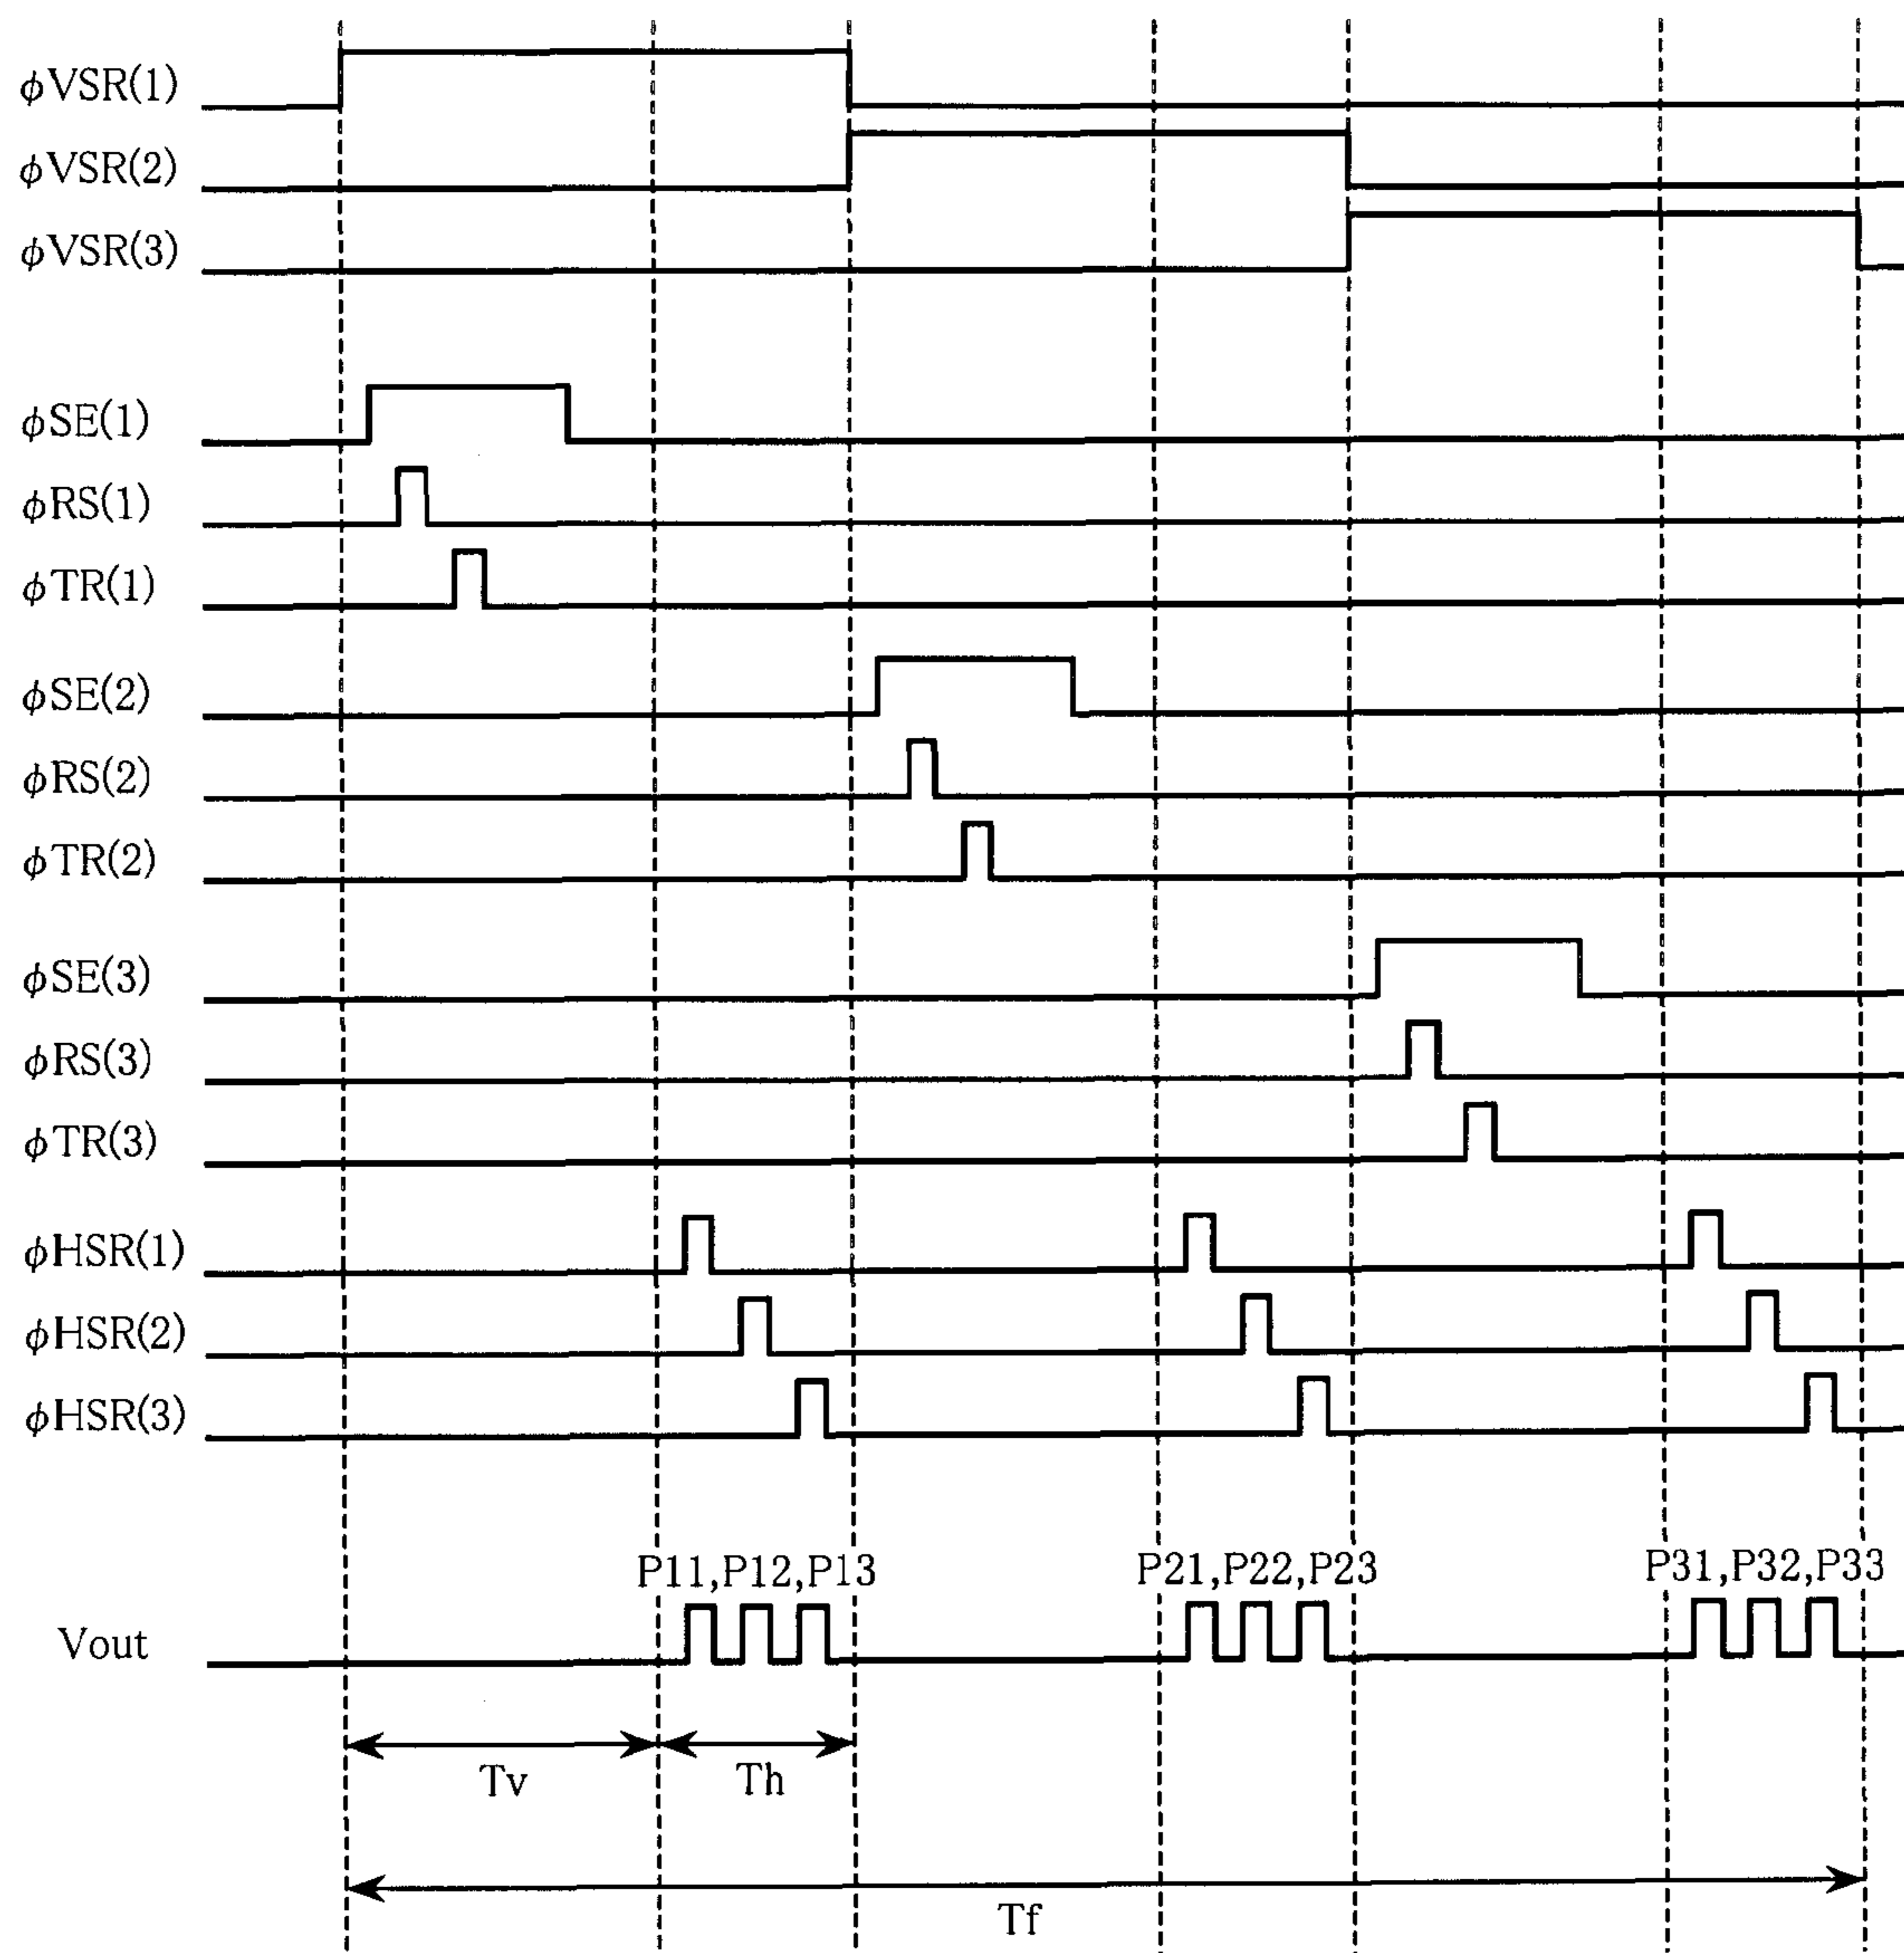 ϕVSR(1)
ϕVSR(2)
ϕVSR(3)
ϕSE(1)
ϕRS(1)
ϕTR(1)
ϕSE(2)
ϕRS(2)
ϕTR(2)
ϕSE(3)
ϕRS(3)
ϕTR(3)
ϕHSR(1)
ϕHSR(2)
ϕHSR(3)
P11,P12,P13 P21,P22,P23 P31,P32,P33
Vout
Tv Th
Tf